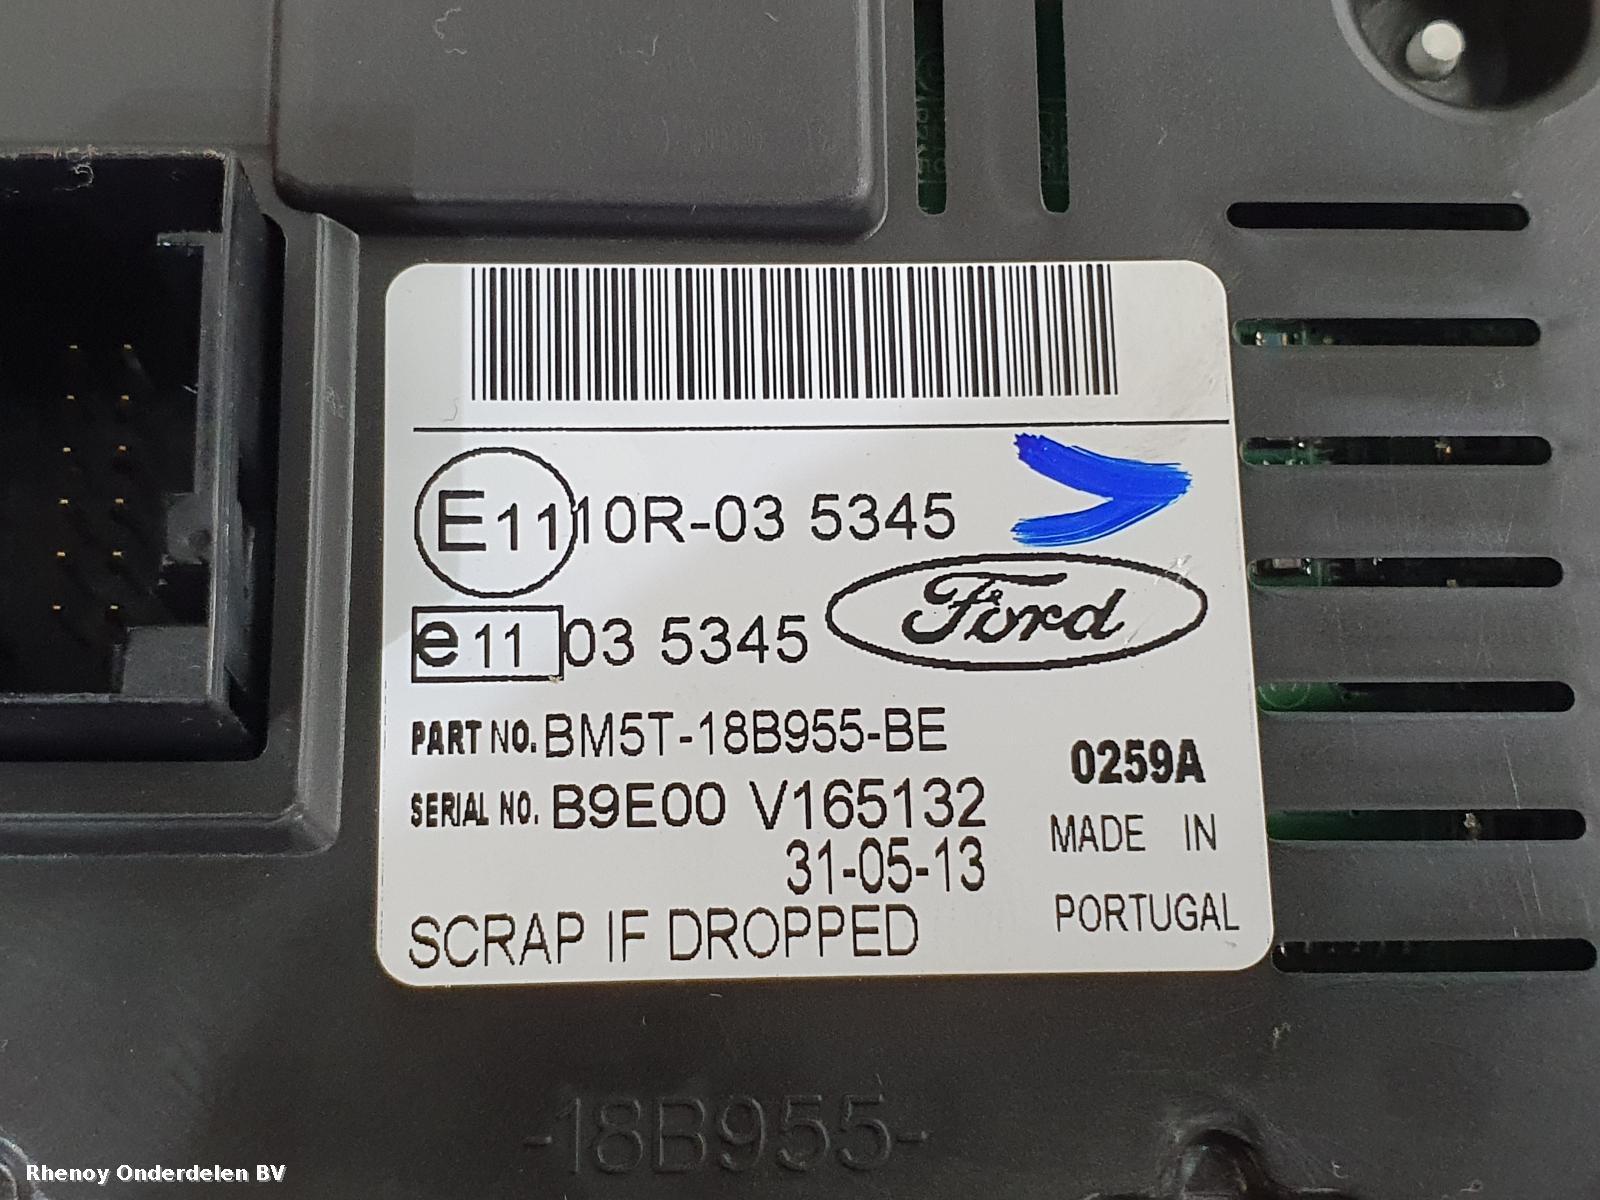 E11 10R-03 5345
e11 03 5345
Ford
PART NO. BM5T-18B955-BE
SERIAL NO. B9E00 V165132
31-05-13
0259A
MADE IN
PORTUGAL
SCRAP IF DROPPED
-18B955-
Rhenoy Onderdelen BV